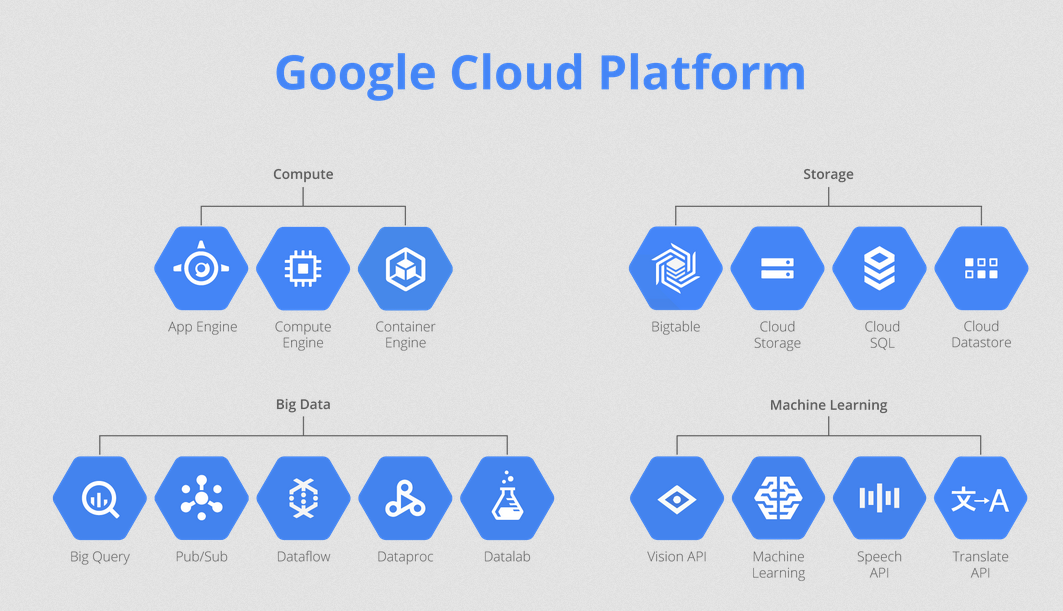 Google Cloud Platform
Compute
App Engine
Compute
Engine
Container
Engine
Storage
Bigtable
Cloud
Storage
Cloud
SQL
Cloud
Datastore
Big Data
Big Query
Pub/Sub
Dataflow
Dataproc
Datalab
Machine Learning
Vision API
Machine
Learning
Speech
API
文→A
Translate
API